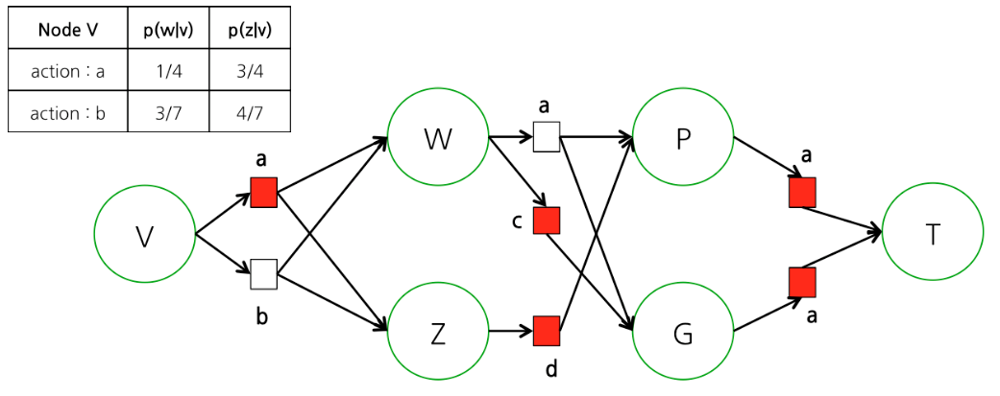 Node V p(w|v) p(z|v)
action : a 1/4 3/4
action : b 3/7 4/7
a
W
P
a
a
V
c
T
b
Z
d
G
a